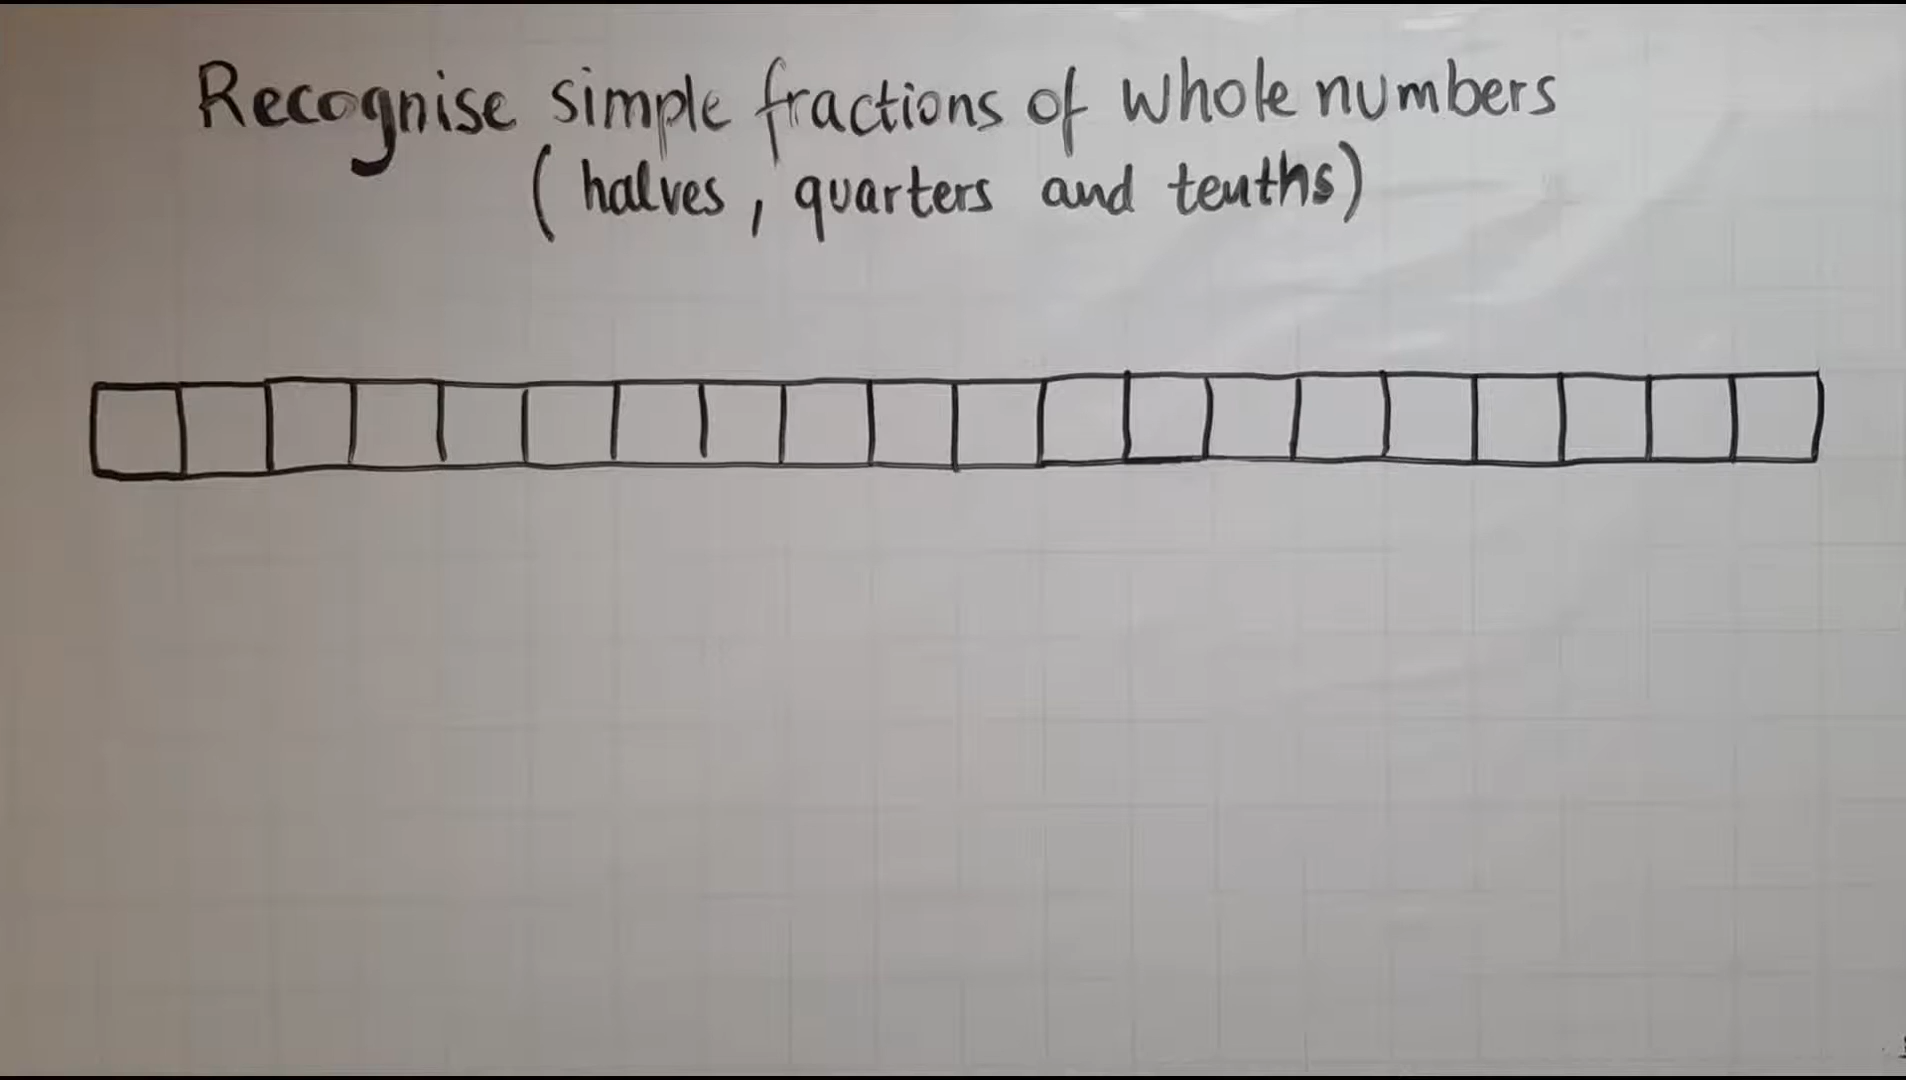 Recognise simple fractions of whole numbers
(halves, quarters and tenths)